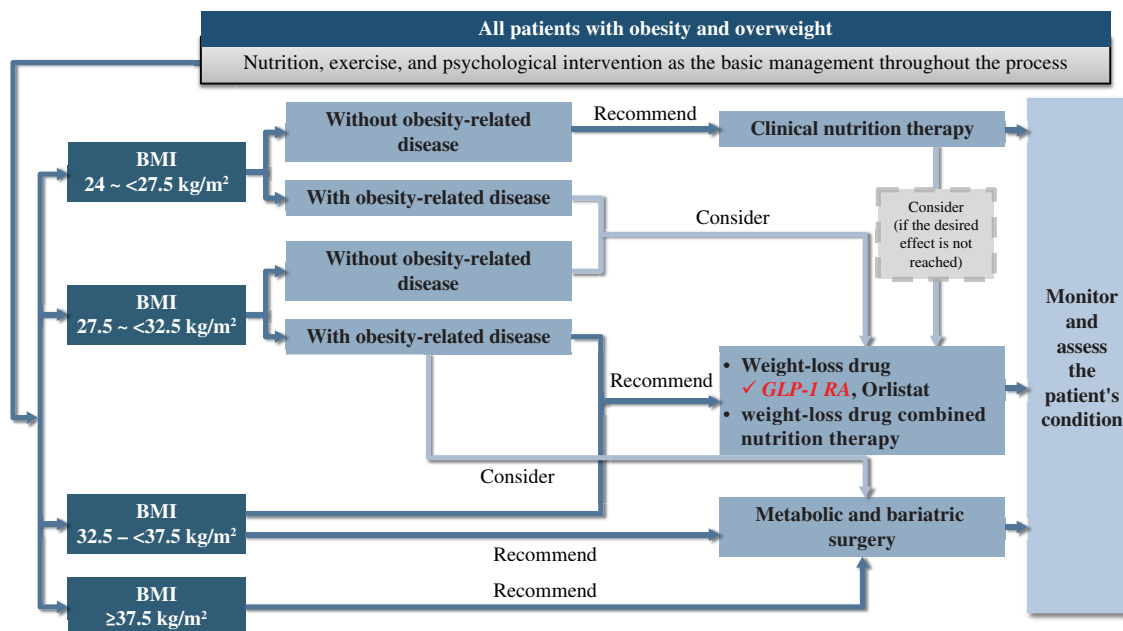 All patients with obesity and overweight
Nutrition, exercise, and psychological intervention as the basic management throughout the process
BMI
24 ~ <27.5 kg/m²
Without obesity-related
disease
Recommend
Clinical nutrition therapy
With obesity-related disease
Consider
Consider
(if the desired
effect is not
reached)
BMI
27.5 ~ <32.5 kg/m²
Without obesity-related
disease
With obesity-related disease
Recommend
• Weight-loss drug
✓ GLP-1 RA, Orlistat
• weight-loss drug combined
nutrition therapy
Consider
BMI
32.5 – <37.5 kg/m²
Recommend
Metabolic and bariatric
surgery
BMI
≥37.5 kg/m²
Recommend
Monitor
and
assess
the
patient's
condition